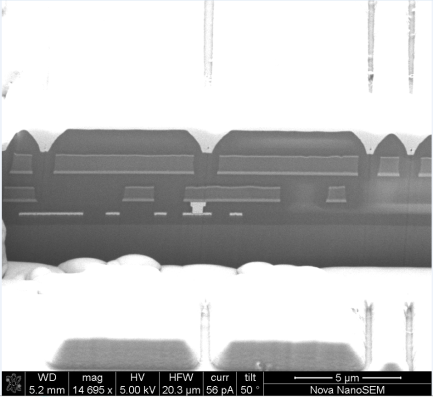 WD mag HV HFW curr tilt 5 µm
5.2 mm 14 695 x 5.00 kV 20.3 µm 56 pA 50 ° Nova NanoSEM